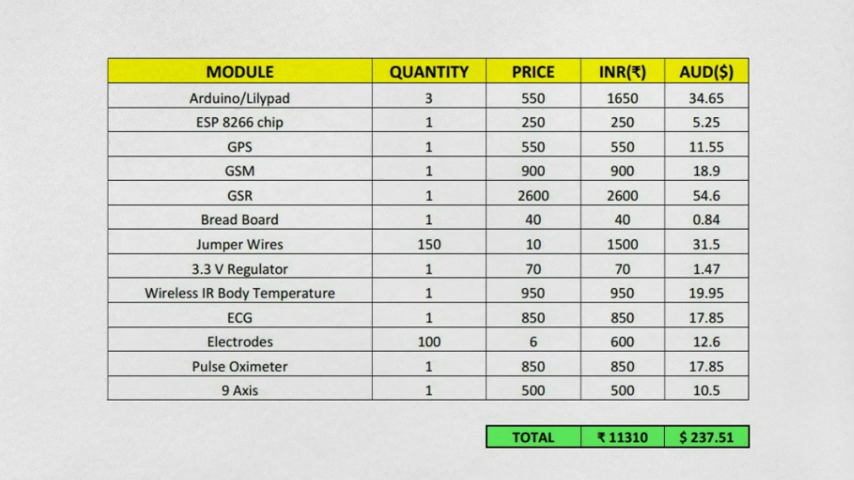 MODULE QUANTITY PRICE INR(₹) AUD($)
Arduino/Lilypad 3 550 1650 34.65
ESP 8266 chip 1 250 250 5.25
GPS 1 550 550 11.55
GSM 1 900 900 18.9
GSR 1 2600 2600 54.6
Bread Board 1 40 40 0.84
Jumper Wires 150 10 1500 31.5
3.3 V Regulator 1 70 70 1.47
Wireless IR Body Temperature 1 950 950 19.95
ECG 1 850 850 17.85
Electrodes 100 6 600 12.6
Pulse Oximeter 1 850 850 17.85
9 Axis 1 500 500 10.5
TOTAL ₹ 11310 $ 237.51